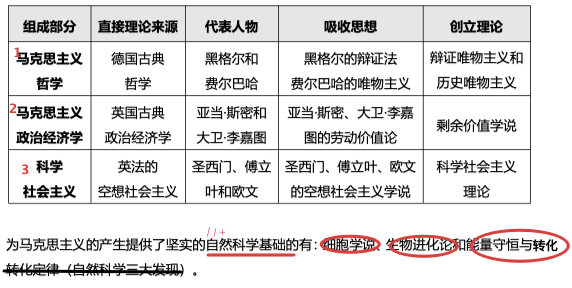 组成部分 直接理论来源 代表人物 吸收思想 创立理论
1 马克思主义 哲学 德国古典 哲学 黑格尔和 费尔巴哈 黑格尔的辩证法 费尔巴哈的唯物主义 辩证唯物主义和 历史唯物主义
2 马克思主义 政治经济学 英国古典 政治经济学 亚当·斯密和 大卫·李嘉图 亚当·斯密、大卫·李嘉 图的劳动价值论 剩余价值学说
3 科学 社会主义 英法的 空想社会主义 圣西门、傅立 叶和欧文 圣西门、傅立叶、欧文 的空想社会主义学说 科学社会主义 理论
为马克思主义的产生提供了坚实的自然科学基础的有：细胞学说、生物进化论和能量守恒与转化
转化定律（自然科学三大发现）。